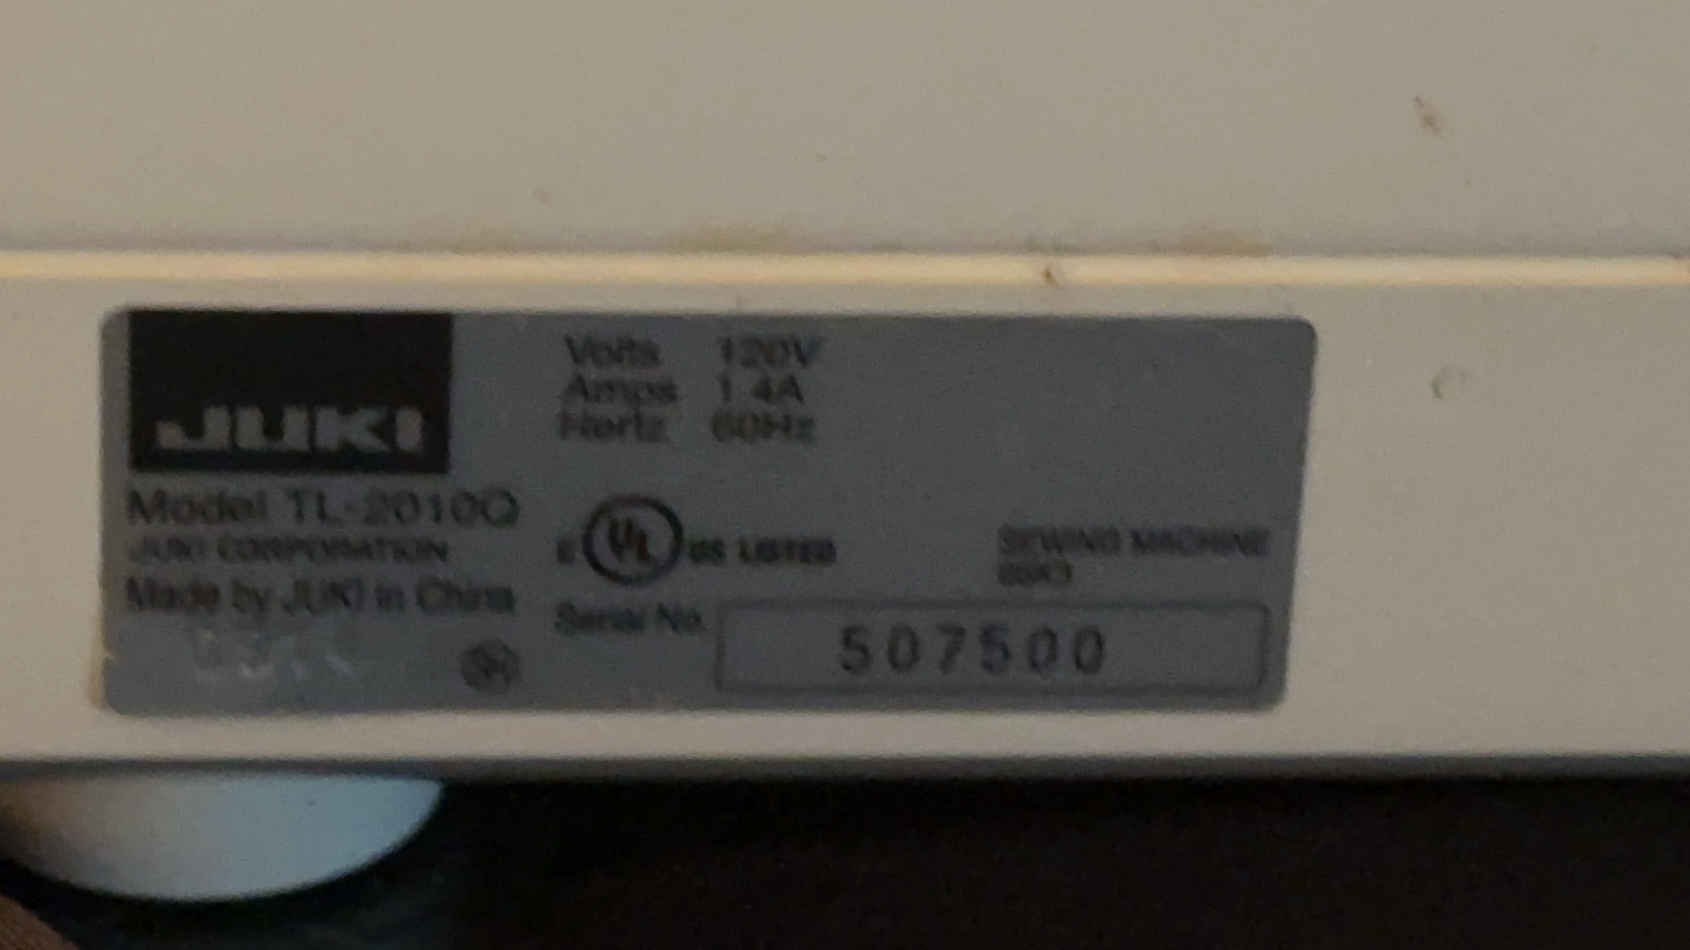 JUKI
Model TL-2010Q
JUKI CORPORATION
Made by JUKI in China
Volts 120V
Amps 1.4A
Hertz 60Hz
C UL US LISTED
SEWING MACHINE
Serial No. 507500